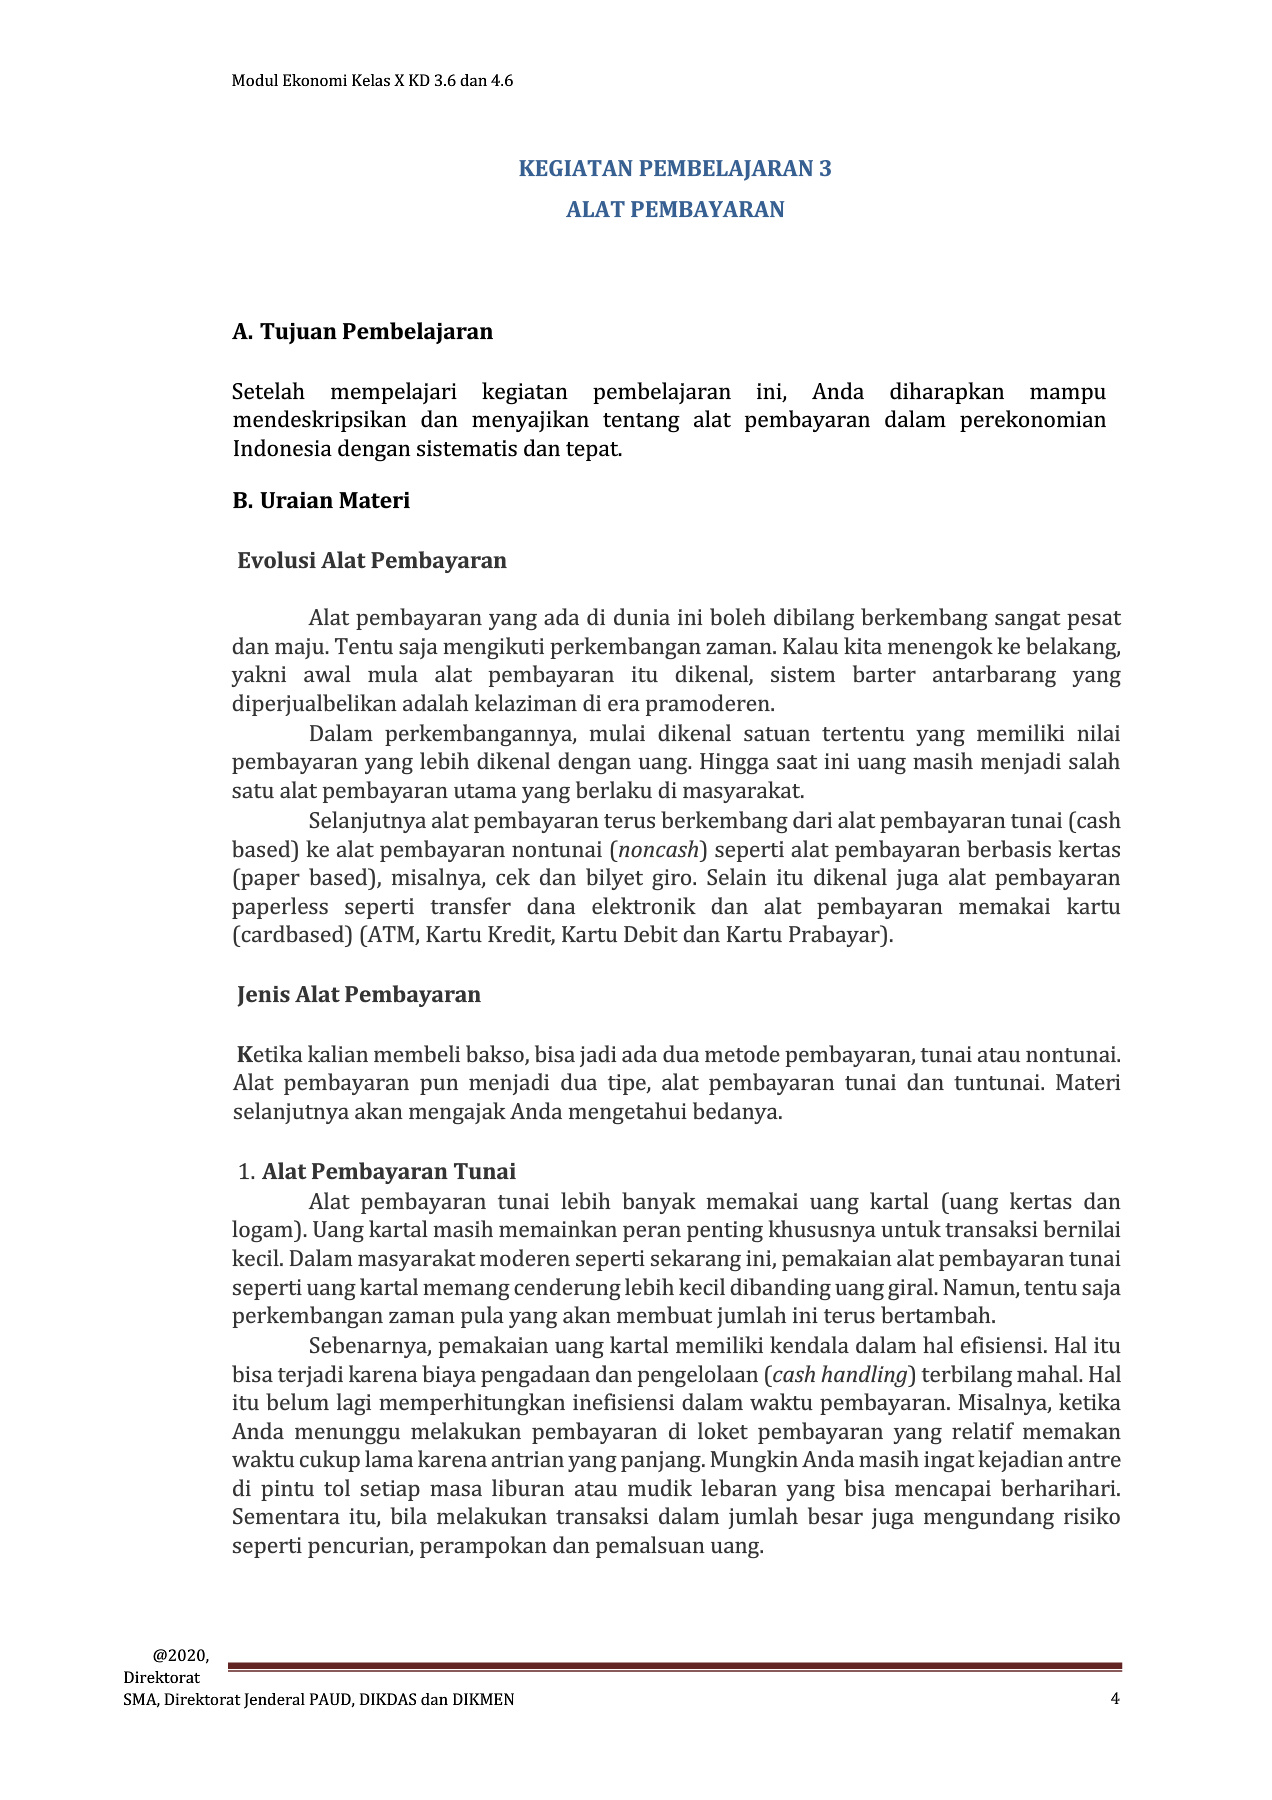 Modul Ekonomi Kelas X KD 3.6 dan 4.6
KEGIATAN PEMBELAJARAN 3
ALAT PEMBAYARAN
A. Tujuan Pembelajaran
Setelah mempelajari kegiatan pembelajaran ini, Anda diharapkan mampu
mendeskripsikan dan menyajikan tentang alat pembayaran dalam perekonomian
Indonesia dengan sistematis dan tepat.
B. Uraian Materi
Evolusi Alat Pembayaran
Alat pembayaran yang ada di dunia ini boleh dibilang berkembang sangat pesat
dan maju. Tentu saja mengikuti perkembangan zaman. Kalau kita menengok ke belakang,
yakni awal mula alat pembayaran itu dikenal, sistem barter antarbarang yang
diperjualbelikan adalah kelaziman di era pramoderen.
Dalam perkembangannya, mulai dikenal satuan tertentu yang memiliki nilai
pembayaran yang lebih dikenal dengan uang. Hingga saat ini uang masih menjadi salah
satu alat pembayaran utama yang berlaku di masyarakat.
Selanjutnya alat pembayaran terus berkembang dari alat pembayaran tunai (cash
based) ke alat pembayaran nontunai (noncash) seperti alat pembayaran berbasis kertas
(paper based), misalnya, cek dan bilyet giro. Selain itu dikenal juga alat pembayaran
paperless seperti transfer dana elektronik dan alat pembayaran memakai kartu
(cardbased) (ATM, Kartu Kredit, Kartu Debit dan Kartu Prabayar).
Jenis Alat Pembayaran
Ketika kalian membeli bakso, bisa jadi ada dua metode pembayaran, tunai atau nontunai.
Alat pembayaran pun menjadi dua tipe, alat pembayaran tunai dan tuntunai. Materi
selanjutnya akan mengajak Anda mengetahui bedanya.
1. Alat Pembayaran Tunai
Alat pembayaran tunai lebih banyak memakai uang kartal (uang kertas dan
logam). Uang kartal masih memainkan peran penting khususnya untuk transaksi bernilai
kecil. Dalam masyarakat moderen seperti sekarang ini, pemakaian alat pembayaran tunai
seperti uang kartal memang cenderung lebih kecil dibanding uang giral. Namun, tentu saja
perkembangan zaman pula yang akan membuat jumlah ini terus bertambah.
Sebenarnya, pemakaian uang kartal memiliki kendala dalam hal efisiensi. Hal itu
bisa terjadi karena biaya pengadaan dan pengelolaan (cash handling) terbilang mahal. Hal
itu belum lagi memperhitungkan inefisiensi dalam waktu pembayaran. Misalnya, ketika
Anda menunggu melakukan pembayaran di loket pembayaran yang relatif memakan
waktu cukup lama karena antrian yang panjang. Mungkin Anda masih ingat kejadian antre
di pintu tol setiap masa liburan atau mudik lebaran yang bisa mencapai berharihari.
Sementara itu, bila melakukan transaksi dalam jumlah besar juga mengundang risiko
seperti pencurian, perampokan dan pemalsuan uang.
@2020,
Direktorat
SMA, Direktorat Jenderal PAUD, DIKDAS dan DIKMEN
4